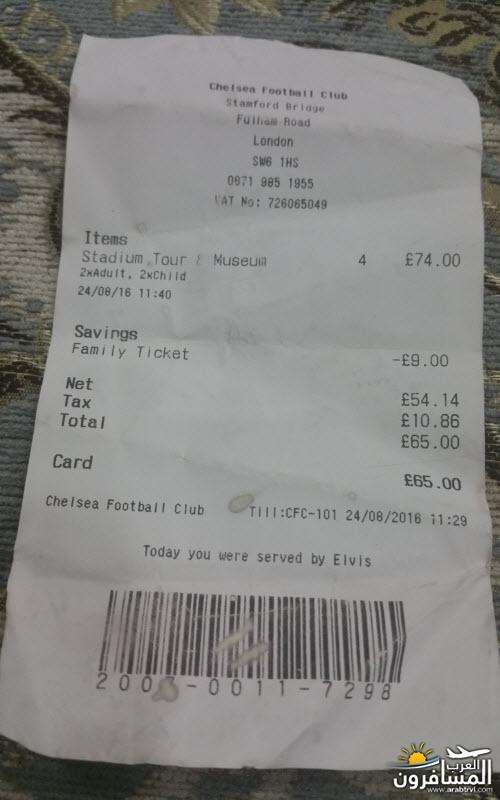 Chelsea Football Club
Stamford Bridge
Fulham Road
London
SW6 1HS
0871 985 1955
VAT No: 726065049
Items
Stadium Tour & Museum 4 £74.00
2xAdult, 2xChild
24/08/16 11:40
Savings
Family Ticket -£9.00
Net £54.14
Tax £10.86
Total £65.00
Card £65.00
Chelsea Football Club Till:CFC-101 24/08/2016 11:29
Today you were served by Elvis
-0011-7298
العرب
المسافرون
www.arabtrvl.com